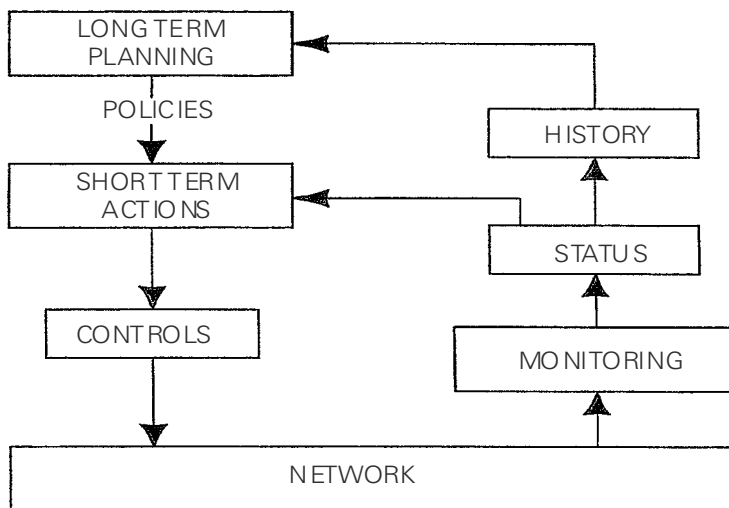 LONG TERM
PLANNING
POLICIES
HISTORY
SHORT TERM
ACTIONS
STATUS
CONTROLS
MONITORING
NETWORK